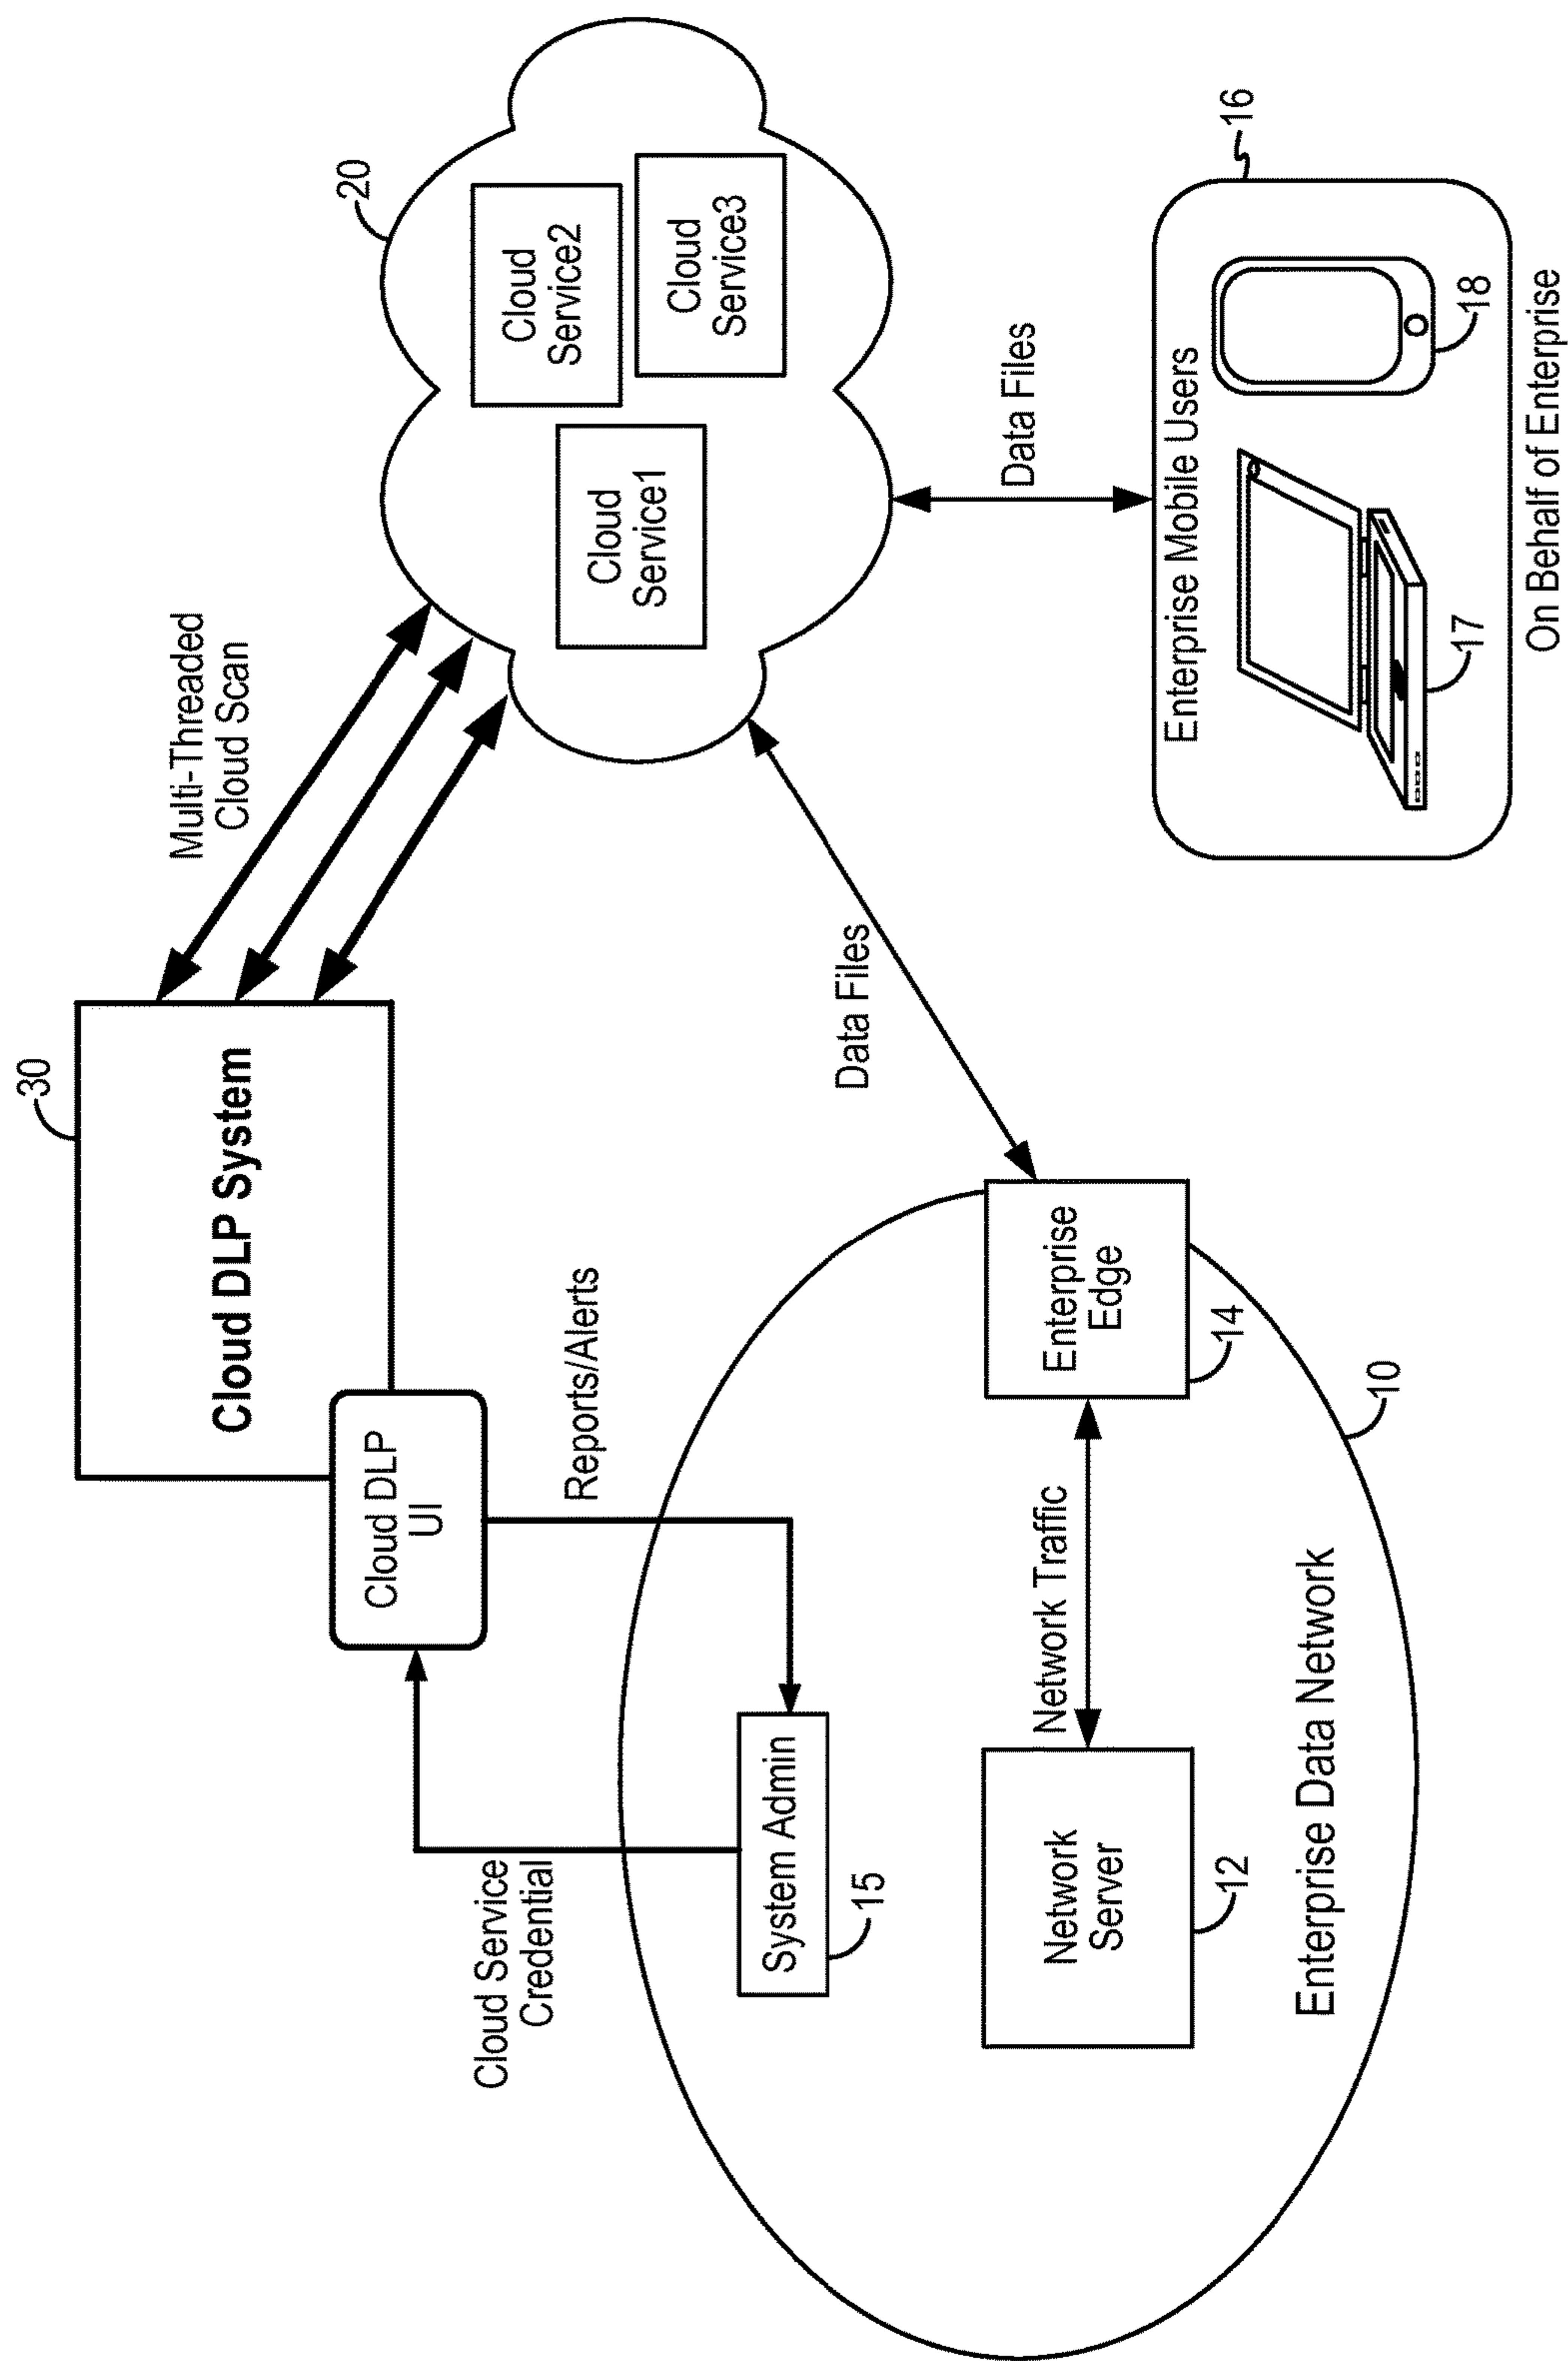 30
Cloud DLP System
Cloud DLP
UI
Multi-Threaded
Cloud Scan
20
Cloud
Service1
Cloud
Service2
Cloud
Service3
Cloud Service
Credential
Reports/Alerts
System Admin
15
Data Files
Data Files
Network
Server
12
Network Traffic
Enterprise
Edge
14
10
Enterprise Data Network
Enterprise Mobile Users
16
17
18
On Behalf of Enterprise